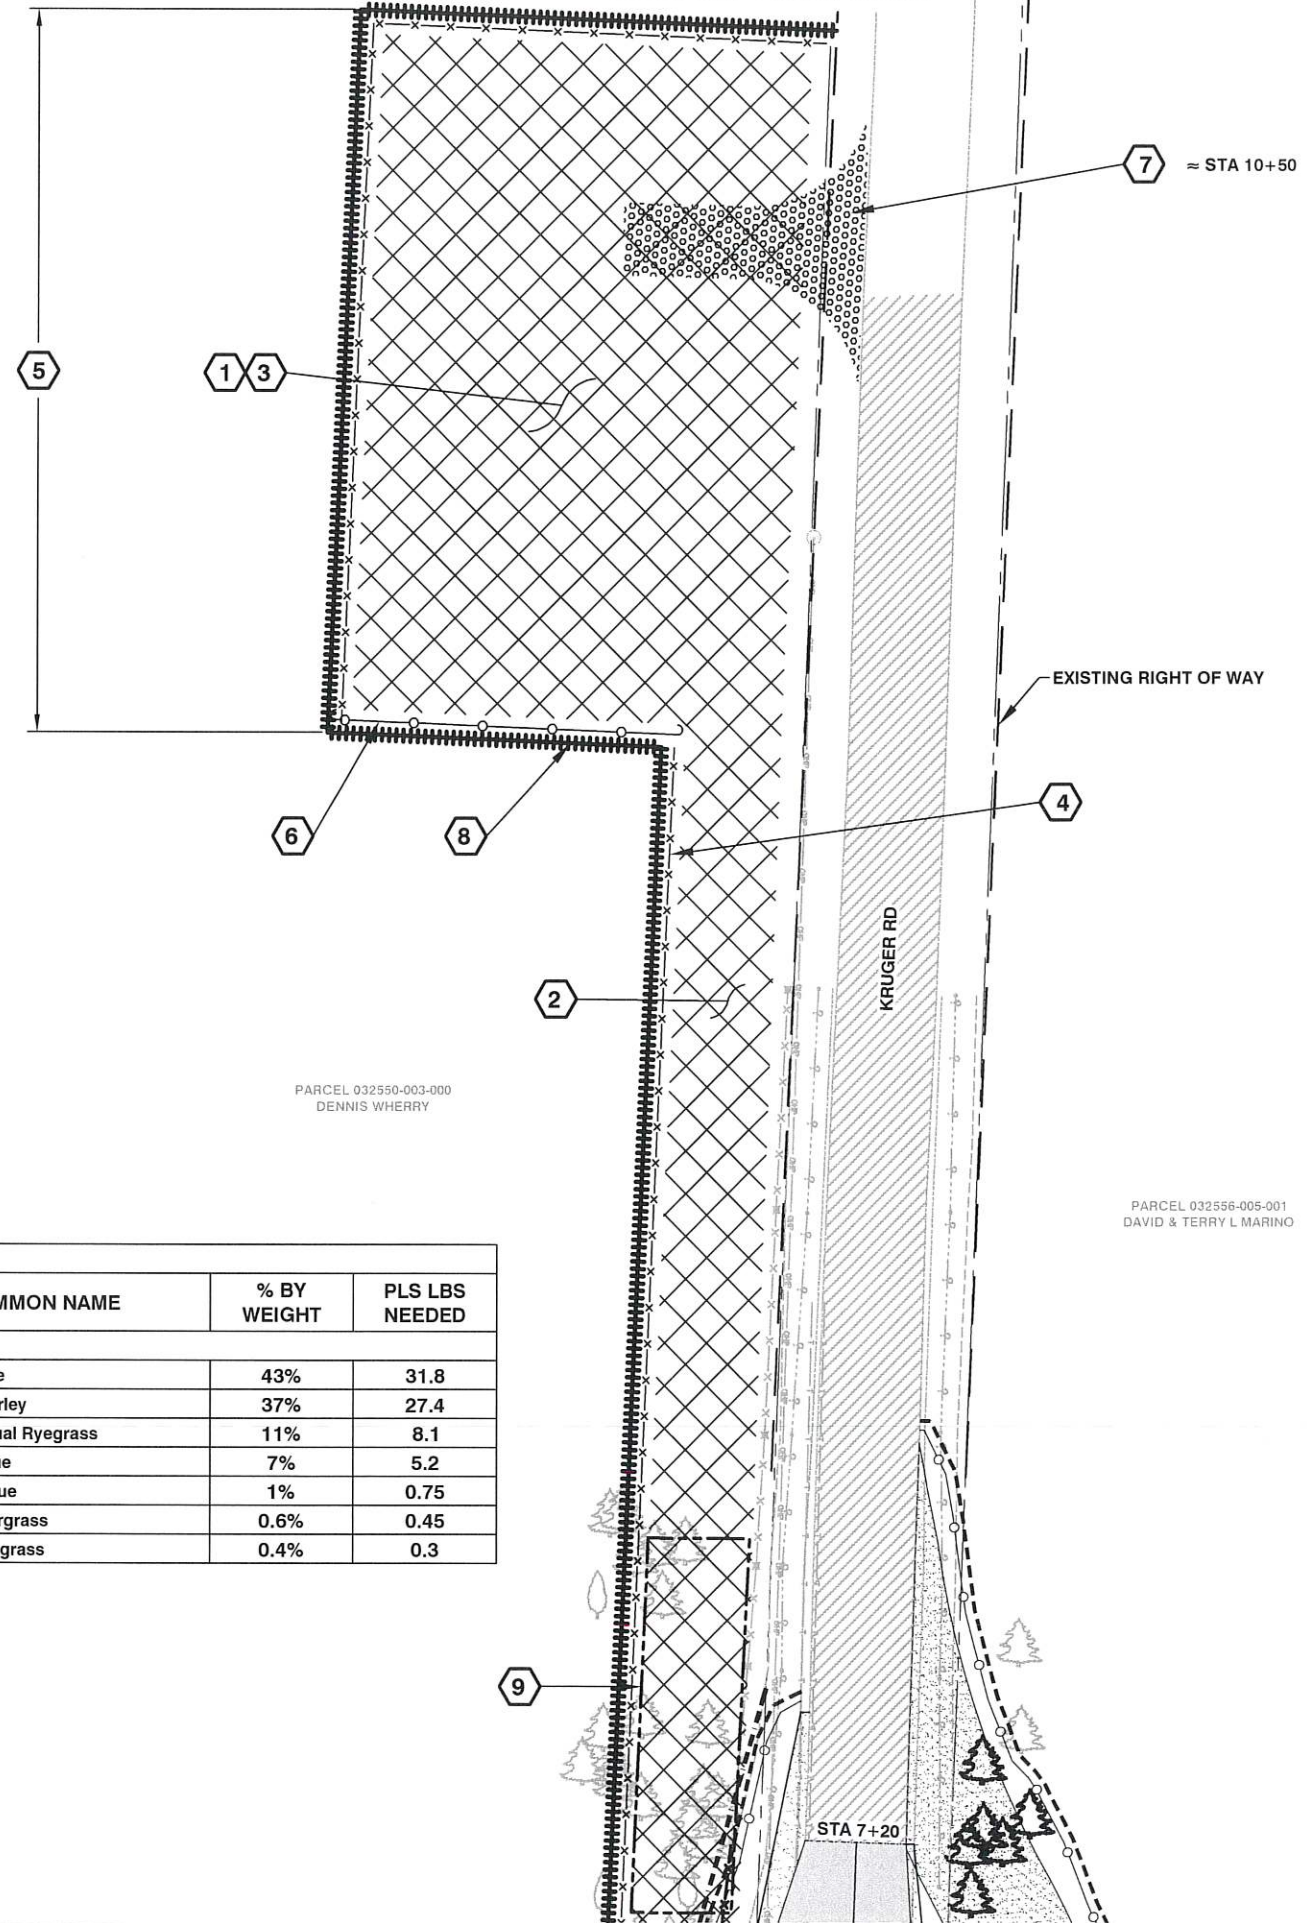 7 ≈ STA 10+50
5
1 3
EXISTING RIGHT OF WAY
4
6
8
KRUGER RD
2
PARCEL 032550-003-000
DENNIS WHERRY
PARCEL 032556-005-001
DAVID & TERRY L MARINO
% BY WEIGHT
PLS LBS NEEDED
43% 31.8
37% 27.4
Ryegrass 11% 8.1
7% 5.2
1% 0.75
0.6% 0.45
0.4% 0.3
NAME
9
STA 7+20